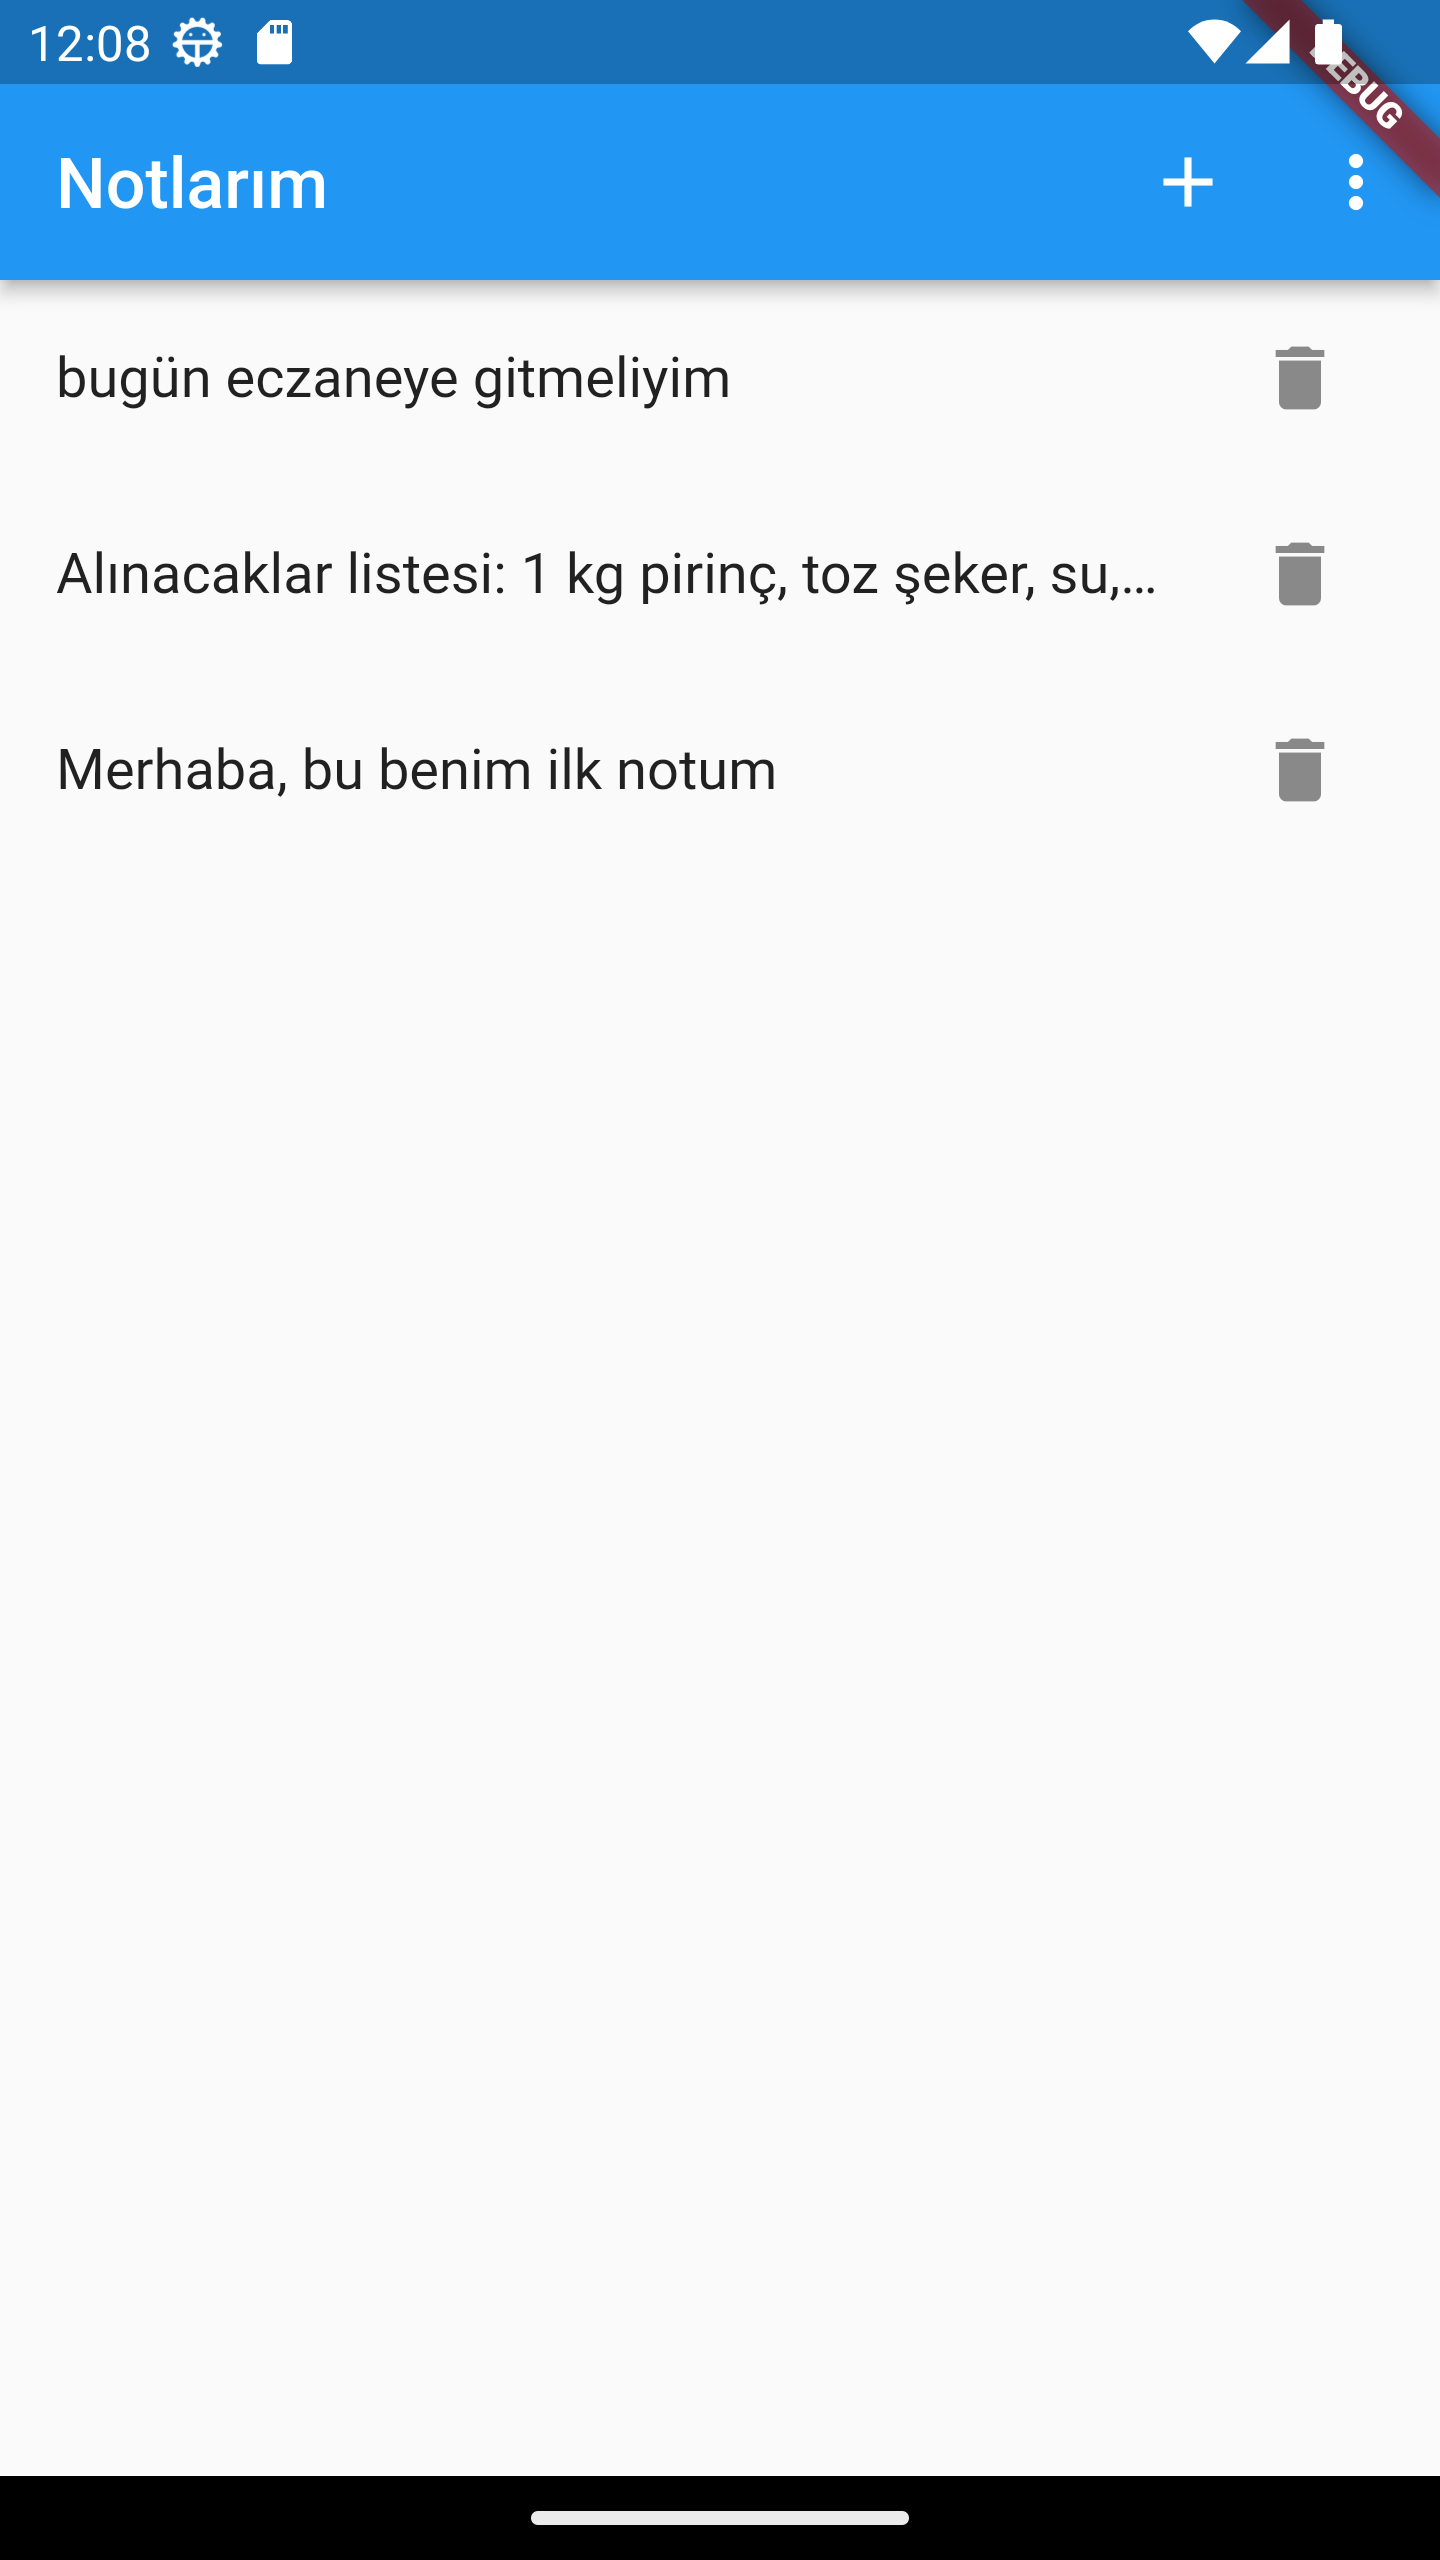 12:08
DEBUG
Notlarım
bugün eczaneye gitmeliyim
Alınacaklar listesi: 1 kg pirinç, toz şeker, su,...
Merhaba, bu benim ilk notum